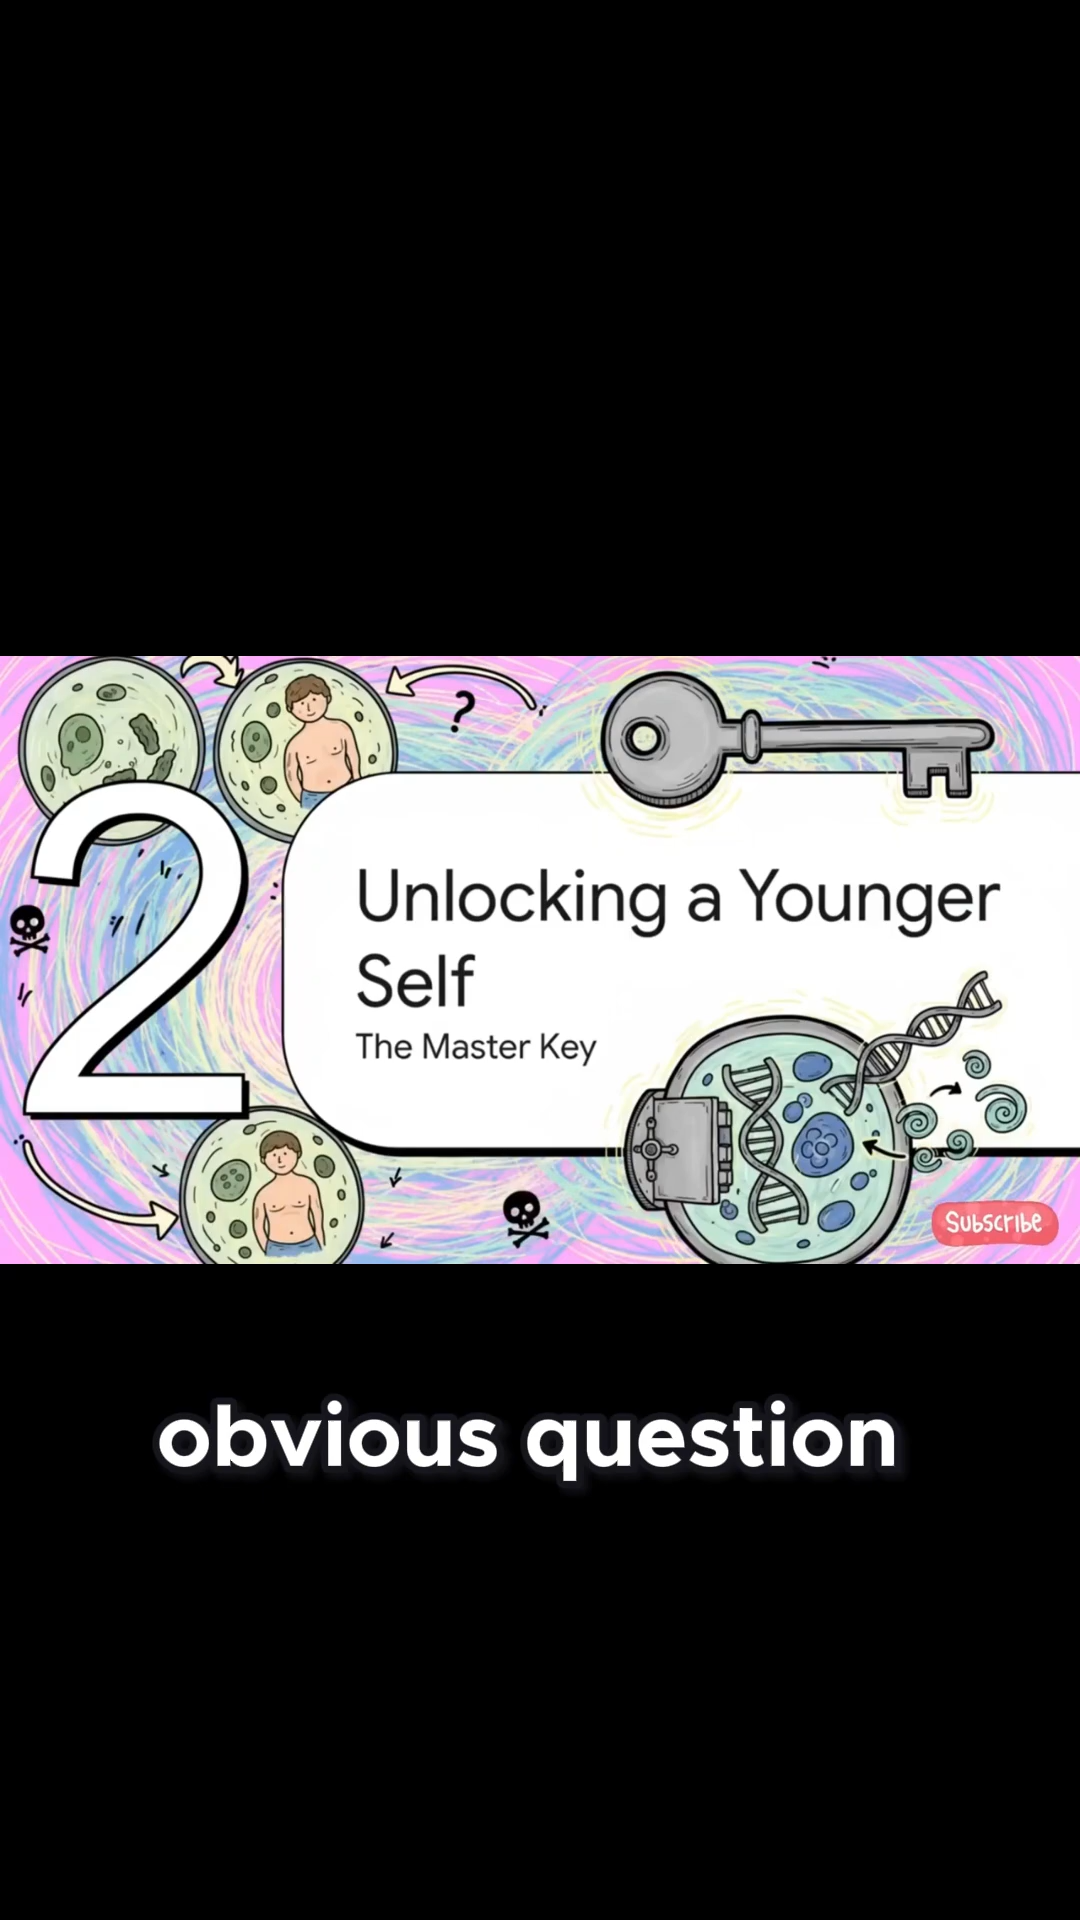 ?
2
Unlocking a Younger
Self
The Master Key
Subscribe
obvious question